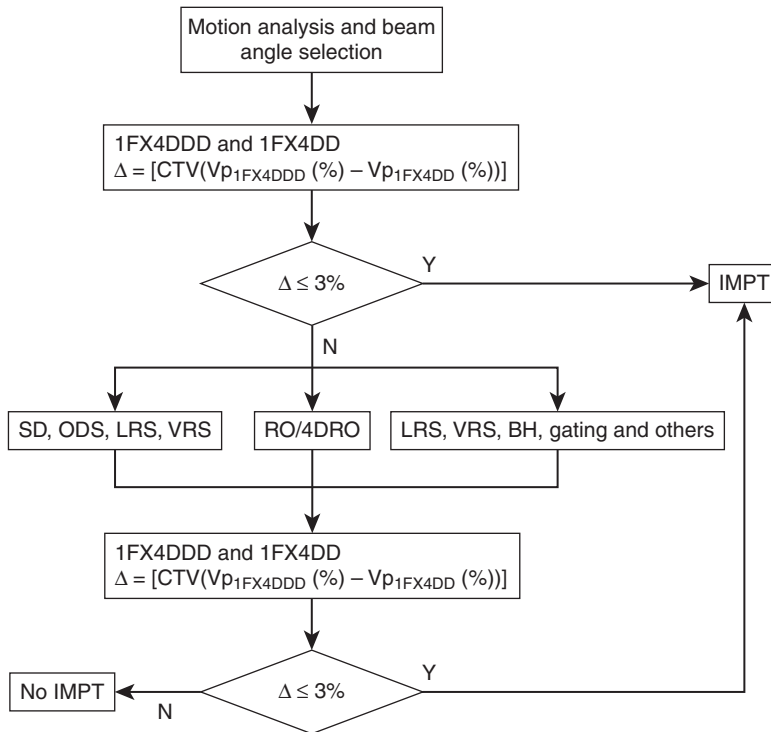 Motion analysis and beam
angle selection
1FX4DDD and 1FX4DD
Δ = [CTV(Vp1FX4DDD (%) – Vp1FX4DD (%))]
Δ ≤ 3%
Y
IMPT
N
SD, ODS, LRS, VRS
RO/4DRO
LRS, VRS, BH, gating and others
1FX4DDD and 1FX4DD
Δ = [CTV(Vp1FX4DDD (%) – Vp1FX4DD (%))]
Δ ≤ 3%
Y
No IMPT
N